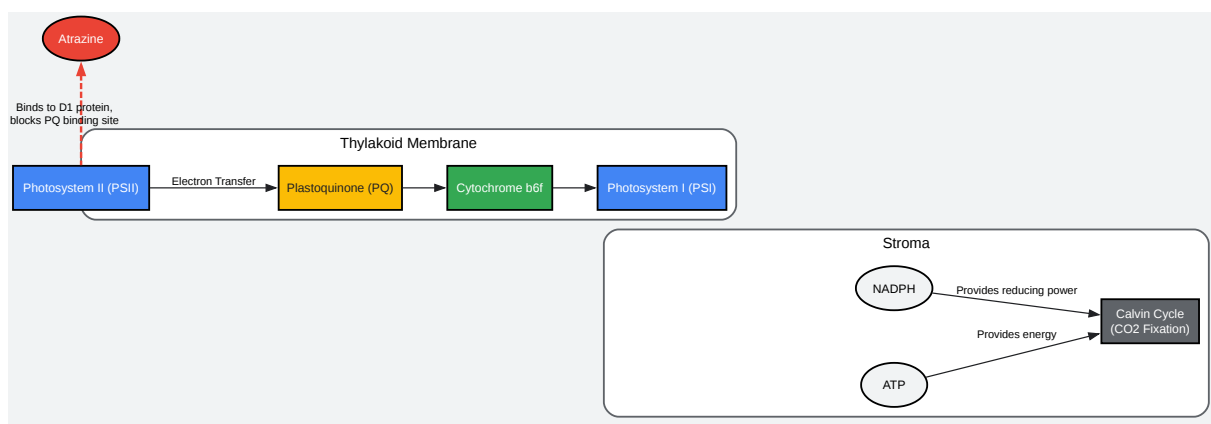 Atrazine
Binds to D1 protein,
blocks PQ binding site
Thylakoid Membrane
Photosystem II (PSII)
Electron Transfer
Plastoquinone (PQ)
Cytochrome b6f
Photosystem I (PSI)
Stroma
NADPH
Provides reducing power
Calvin Cycle
(CO2 Fixation)
Provides energy
ATP